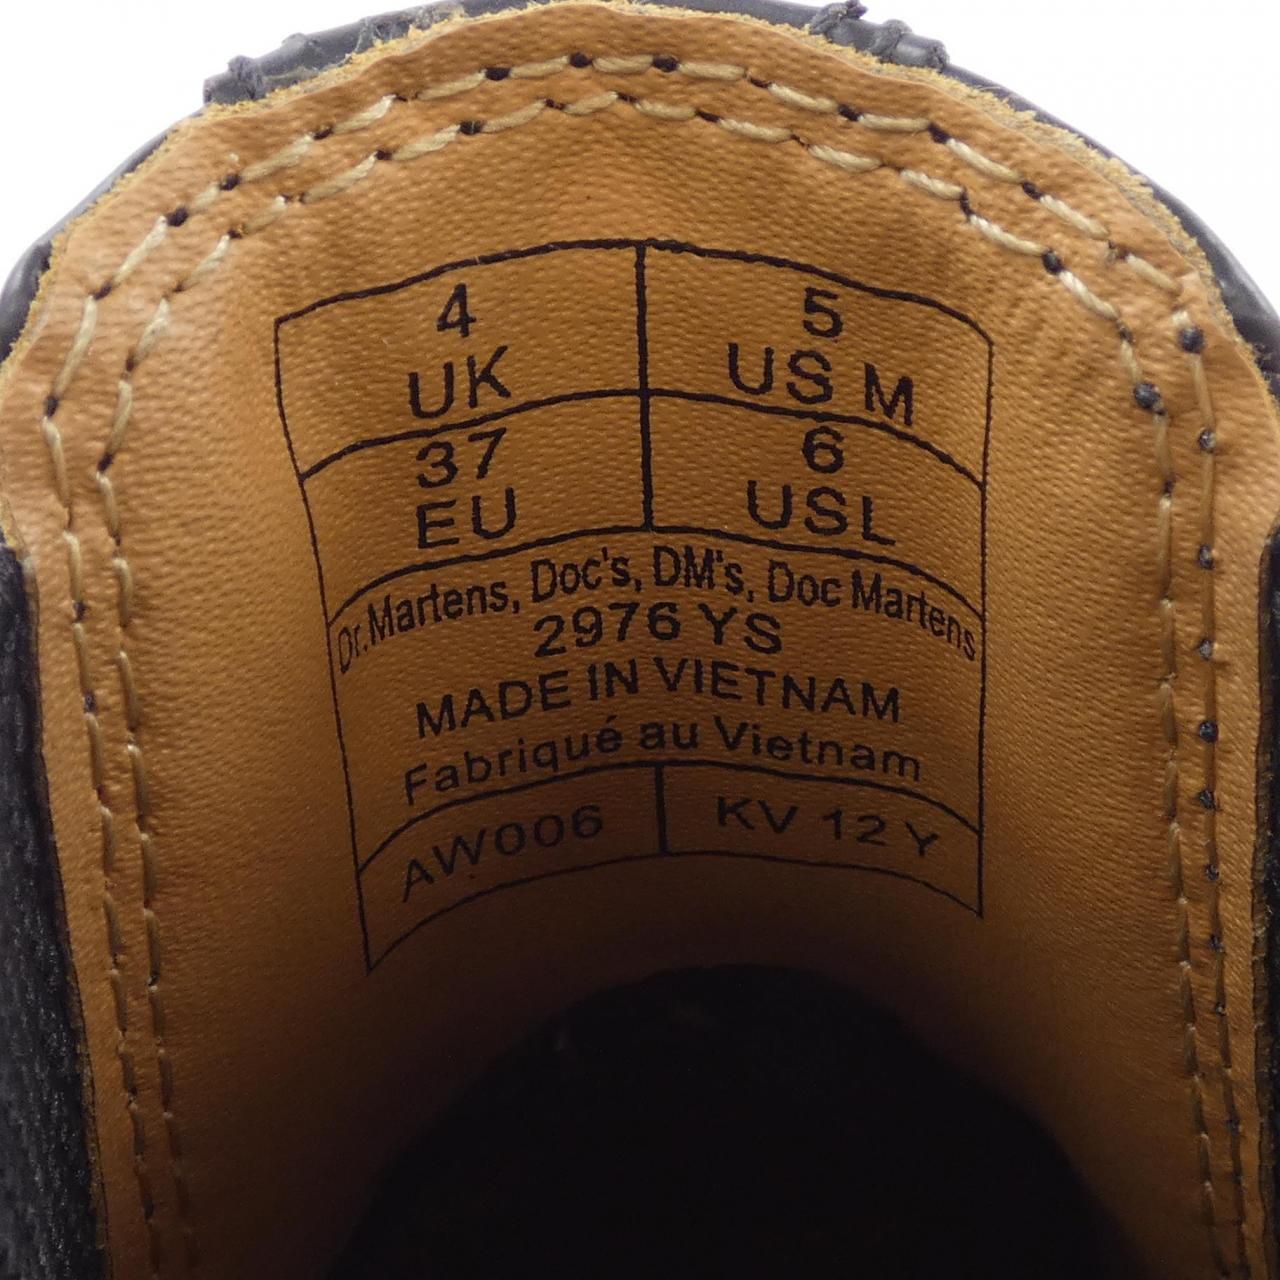 4 5
UK US M
37 6
EU USL
Dr.Martens, Doc's, DM's, Doc Martens
2976 YS
MADE IN VIETNAM
Fabriqué au Vietnam
AW006 KV 12 Y